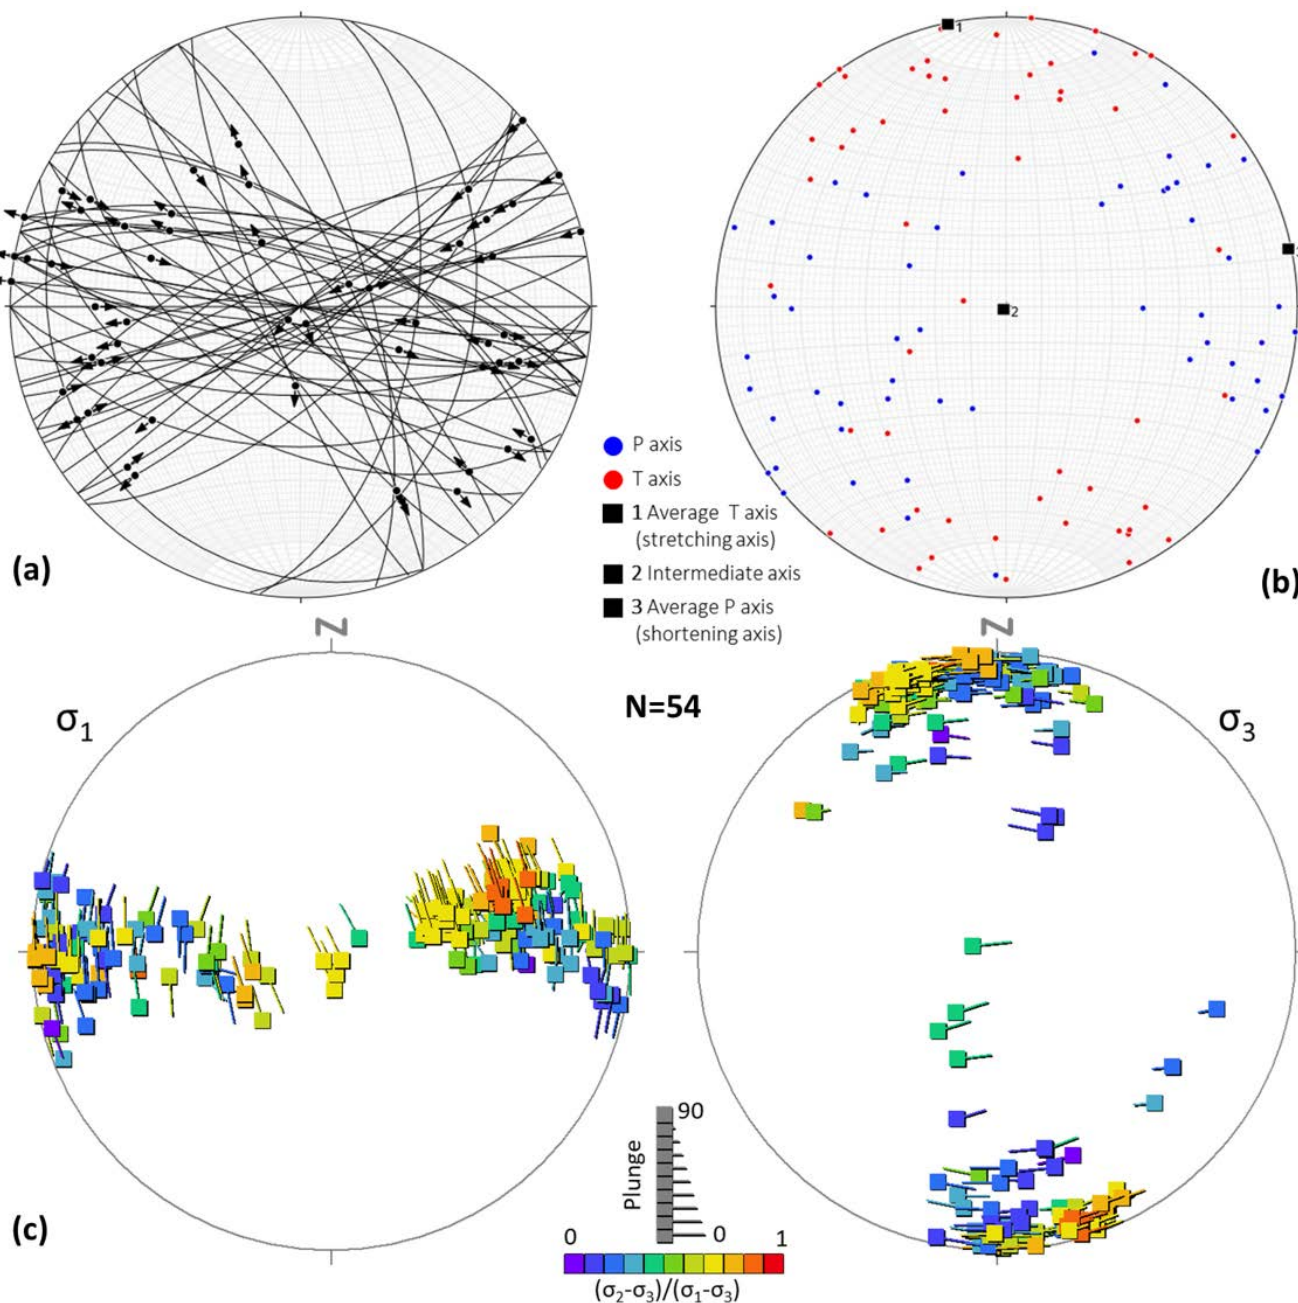 1
2
3
P axis
T axis
1 Average T axis
(stretching axis)
2 Intermediate axis
3 Average P axis
(shortening axis)
(a)
(b)
N
N
σ1
N=54
σ3
90
Plunge
0
0
1
(σ2-σ3)/(σ1-σ3)
(c)